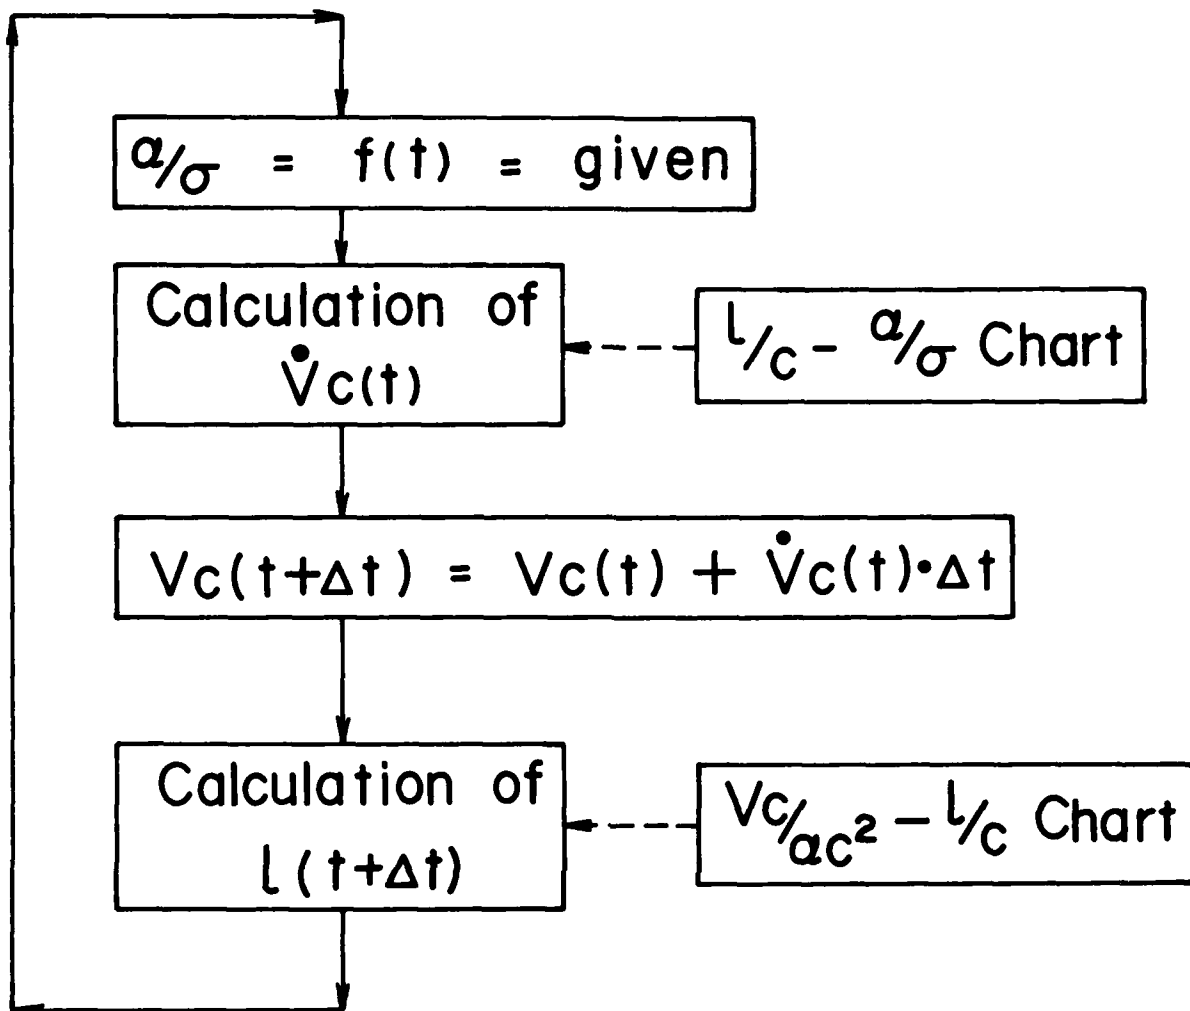 α/σ = f(t) = given
Calculation of
V̇c(t)
l/c - α/σ Chart
Vc(t+Δt) = Vc(t) + V̇c(t)·Δt
Calculation of
l(t+Δt)
Vc/αc² - l/c Chart